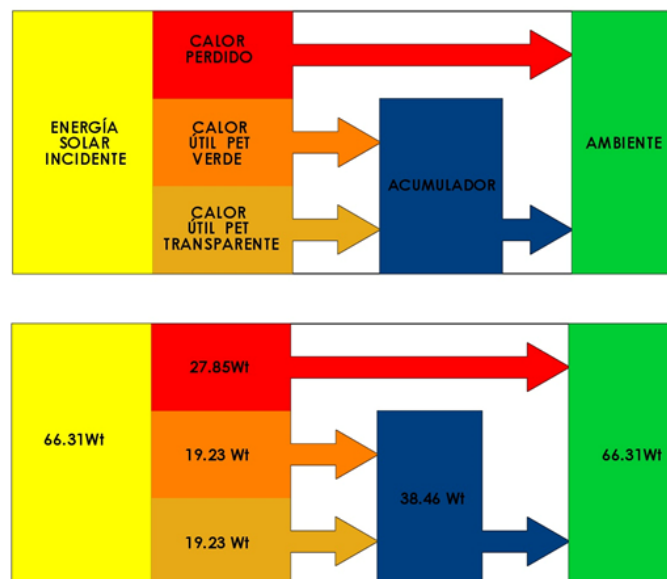 CALOR
PERDIDO
ENERGÍA
SOLAR
INCIDENTE
CALOR
ÚTIL PET
VERDE
AMBIENTE
ACUMULADOR
CALOR
ÚTIL PET
TRANSPARENTE
27.85Wt
66.31Wt
19.23 Wt
66.31Wt
38.46 Wt
19.23 Wt